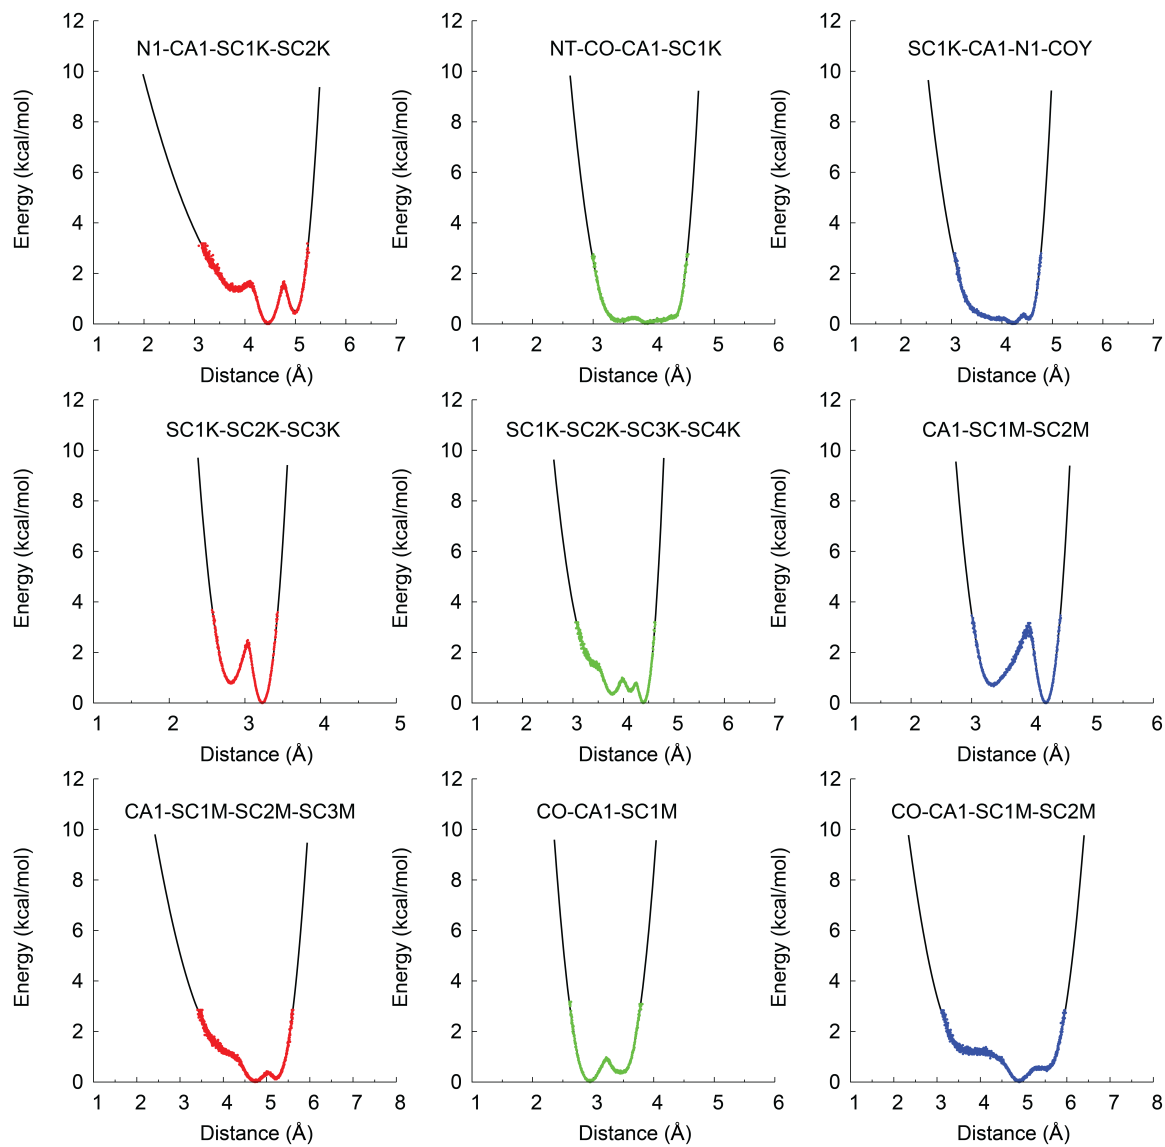 12
10
8
6
4
2
0
Energy (kcal/mol)
N1-CA1-SC1K-SC2K
1 2 3 4 5 6 7
Distance (Å)
12
10
8
6
4
2
0
Energy (kcal/mol)
NT-CO-CA1-SC1K
1 2 3 4 5 6 7
Distance (Å)
12
10
8
6
4
2
0
Energy (kcal/mol)
SC1K-CA1-N1-COY
1 2 3 4 5 6 7
Distance (Å)
12
10
8
6
4
2
0
Energy (kcal/mol)
SC1K-SC2K-SC3K
1 2 3 4 5
Distance (Å)
12
10
8
6
4
2
0
Energy (kcal/mol)
SC1K-SC2K-SC3K-SC4K
1 2 3 4 5 6 7
Distance (Å)
12
10
8
6
4
2
0
Energy (kcal/mol)
CA1-SC1M-SC2M
1 2 3 4 5 6
Distance (Å)
12
10
8
6
4
2
0
Energy (kcal/mol)
CA1-SC1M-SC2M-SC3M
1 2 3 4 5 6 7 8
Distance (Å)
12
10
8
6
4
2
0
Energy (kcal/mol)
CO-CA1-SC1M
1 2 3 4 5 6
Distance (Å)
12
10
8
6
4
2
0
Energy (kcal/mol)
CO-CA1-SC1M-SC2M
1 2 3 4 5 6 7 8
Distance (Å)